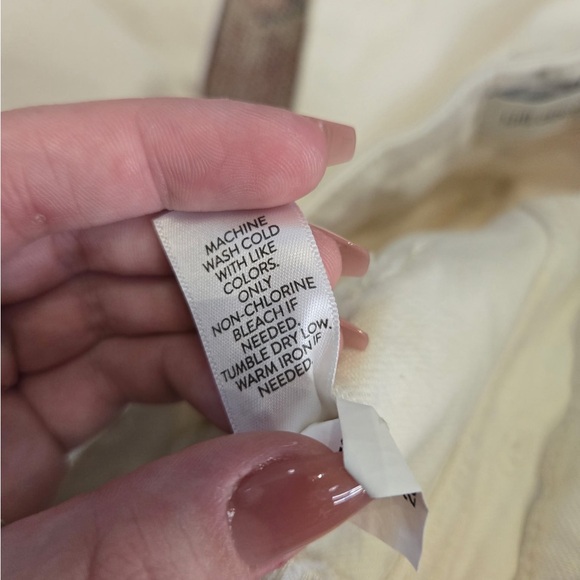 MACHINE
WASH COLD
WITH LIKE
COLORS.
ONLY
NON-CHLORINE
BLEACH IF
NEEDED.
TUMBLE DRY LOW.
WARM IRON IF
NEEDED